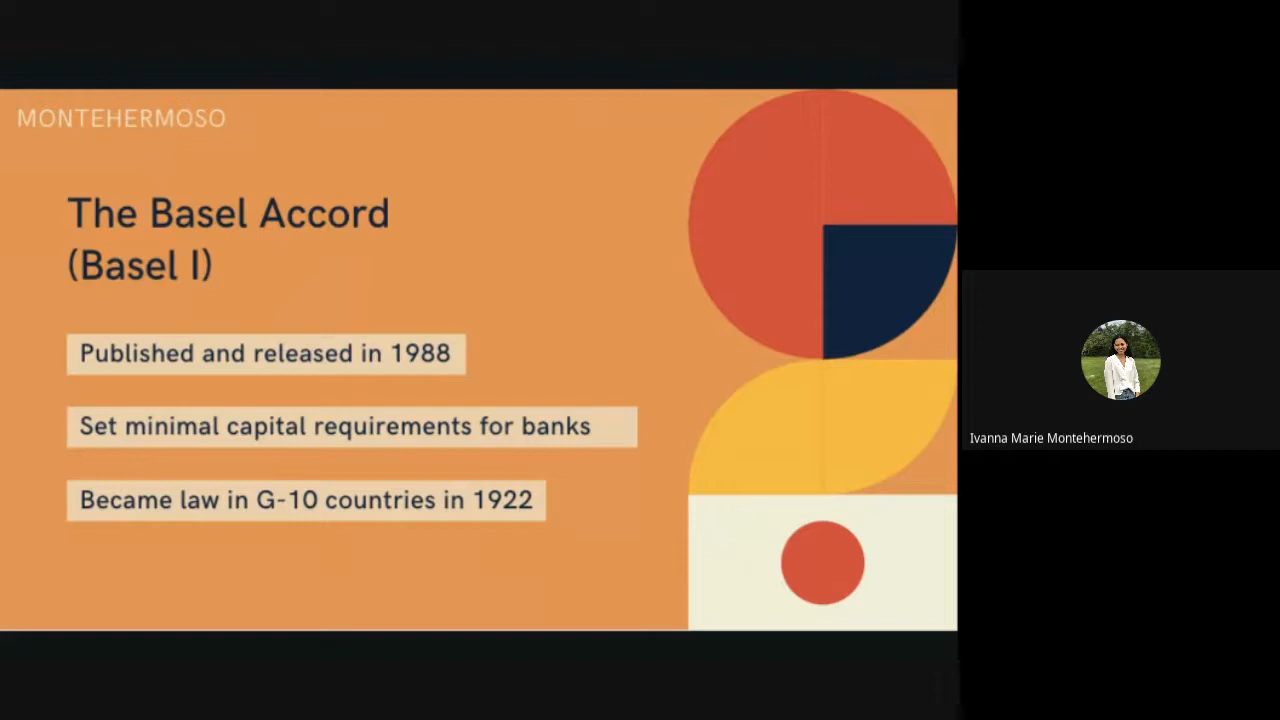 MONTEHERMOSO
The Basel Accord
(Basel I)
Published and released in 1988
Set minimal capital requirements for banks
Became law in G-10 countries in 1922
Ivanna Marie Montehermoso